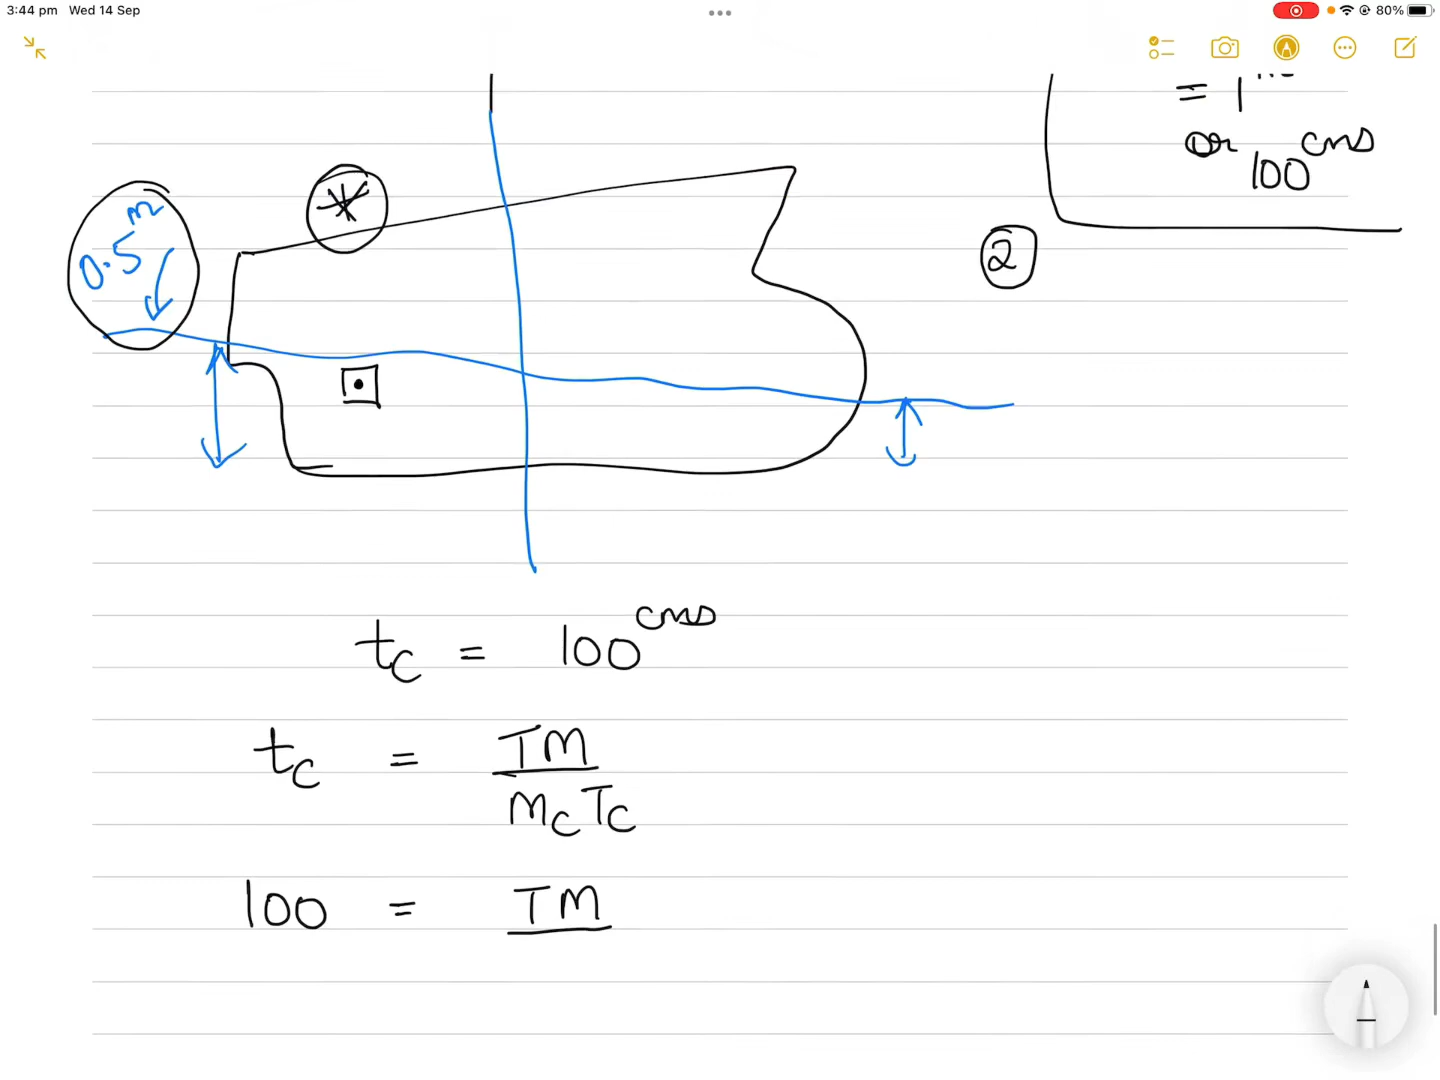 3:44 pm Wed 14 Sep
80%
= 1
or 100 cms
0.5 m
2
tc = 100 cms
tc = TM
MCTC
100 = TM